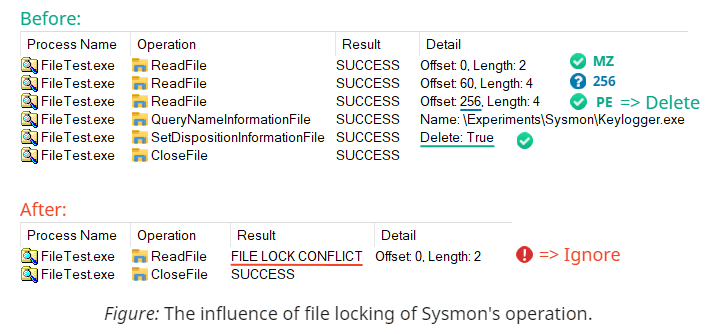 Before:
Process Name Operation Result Detail
FileTest.exe ReadFile SUCCESS Offset: 0, Length: 2 MZ
FileTest.exe ReadFile SUCCESS Offset: 60, Length: 4 ? 256
FileTest.exe ReadFile SUCCESS Offset: 256, Length: 4 PE => Delete
FileTest.exe QueryNameInformationFile SUCCESS Name: \Experiments\Sysmon\Keylogger.exe
FileTest.exe SetDispositionInformationFile SUCCESS Delete: True
FileTest.exe CloseFile SUCCESS
After:
Process Name Operation Result Detail
FileTest.exe ReadFile FILE LOCK CONFLICT Offset: 0, Length: 2 ! => Ignore
FileTest.exe CloseFile SUCCESS
Figure: The influence of file locking of Sysmon's operation.